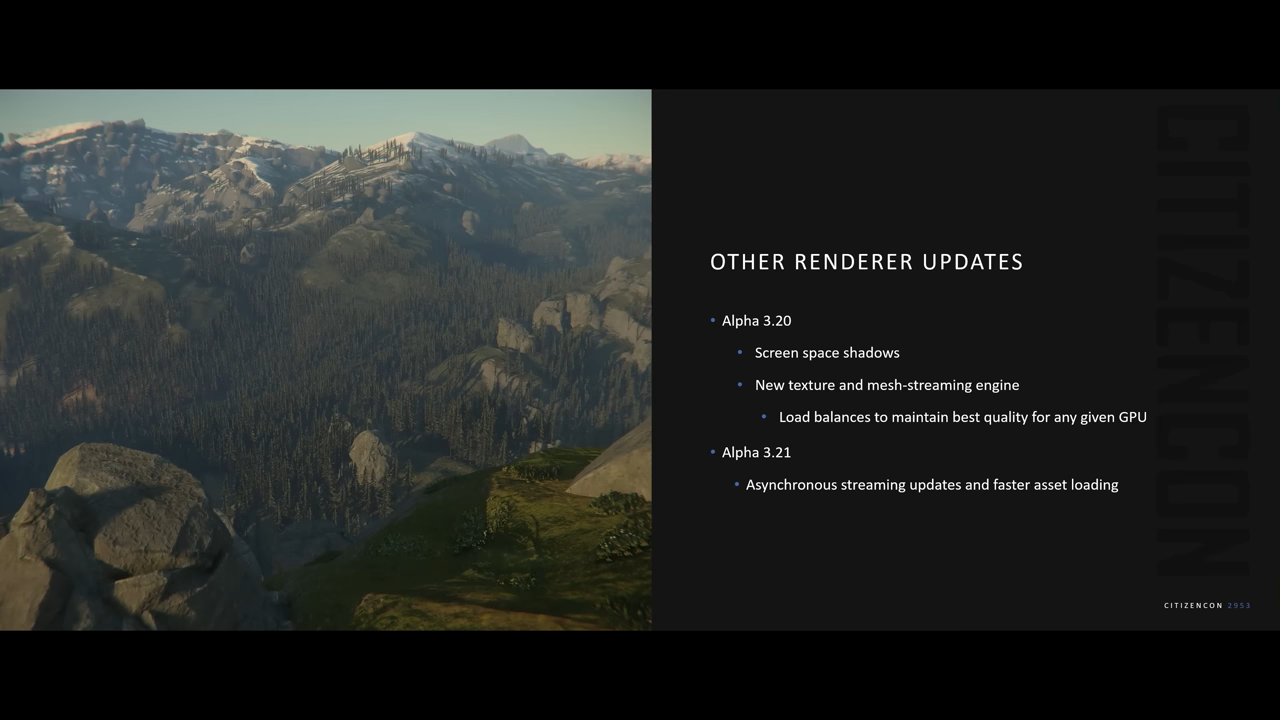 OTHER RENDERER UPDATES
• Alpha 3.20
• Screen space shadows
• New texture and mesh-streaming engine
• Load balances to maintain best quality for any given GPU
• Alpha 3.21
• Asynchronous streaming updates and faster asset loading
CITIZENCON
CITIZENCON 2953